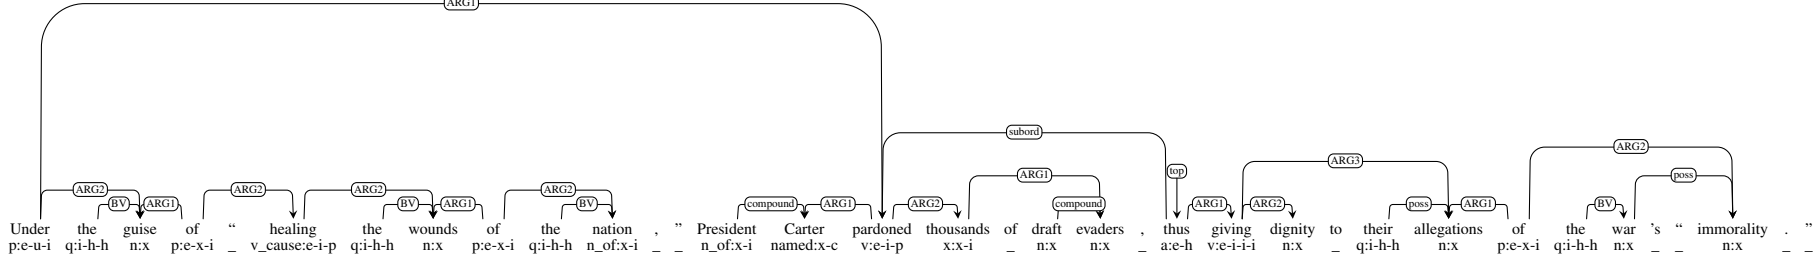 ARG1
subord
top
ARG2
ARG3
ARG1
poss
ARG2 ARG2 ARG2 ARG2
BV ARG1 BV ARG1 BV compound ARG1 ARG2 compound ARG1 ARG2 poss ARG1 BV
Under the guise of “ healing the wounds of the nation , ” President Carter pardoned thousands of draft evaders , thus giving dignity to their allegations of the war 's “ immorality . ”
p:e-u-i q:i-h-h n:x p:e-x-i _ v_cause:e-i-p q:i-h-h n:x p:e-x-i q:i-h-h n_of:x-i _ _ n_of:x-i named:x-c v:e-i-p x:x-i _ n:x n:x _ a:e-h v:e-i-i-i n:x _ q:i-h-h n:x p:e-x-i q:i-h-h n:x _ _ n:x _ _